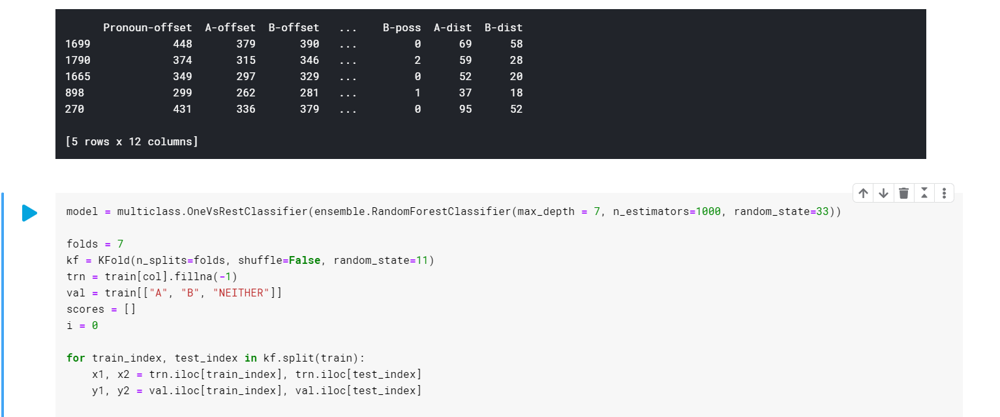 Pronoun-offset A-offset B-offset ... B-poss A-dist B-dist
1699 448 379 390 ... 0 69 58
1790 374 315 346 ... 2 59 28
1665 349 297 329 ... 0 52 20
898 299 262 281 ... 1 37 18
270 431 336 379 ... 0 95 52
[5 rows x 12 columns]
model = multiclass.OneVsRestClassifier(ensemble.RandomForestClassifier(max_depth = 7, n_estimators=1000, random_state=33))
folds = 7
kf = KFold(n_splits=folds, shuffle=False, random_state=11)
trn = train[col].fillna(-1)
val = train[["A", "B", "NEITHER"]]
scores = []
i = 0
for train_index, test_index in kf.split(train):
    x1, x2 = trn.iloc[train_index], trn.iloc[test_index]
    y1, y2 = val.iloc[train_index], val.iloc[test_index]